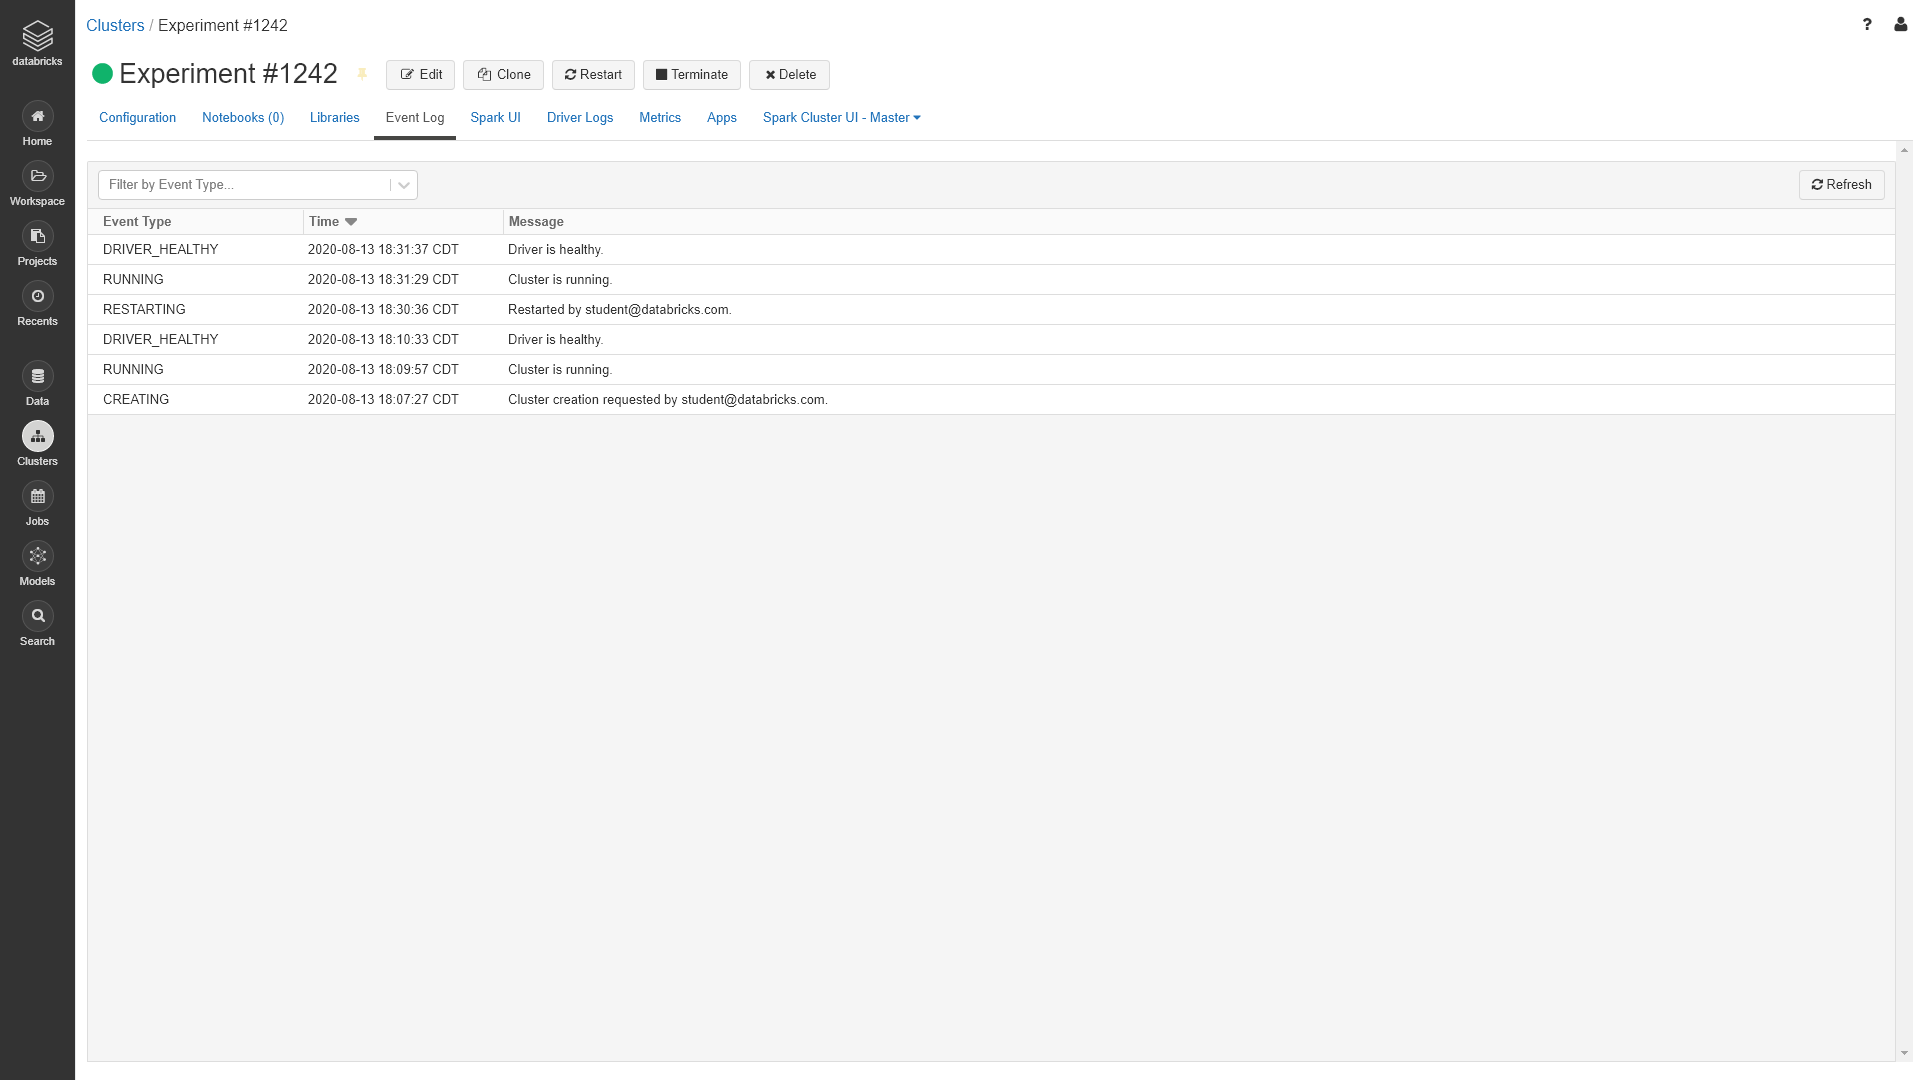 databricks
Home
Workspace
Projects
Recents
Data
Clusters
Jobs
Models
Search
Clusters / Experiment #1242
?
Experiment #1242 Edit Clone Restart Terminate Delete
Configuration Notebooks (0) Libraries Event Log Spark UI Driver Logs Metrics Apps Spark Cluster UI - Master
Filter by Event Type... Refresh
Event Type Time Message
DRIVER_HEALTHY 2020-08-13 18:31:37 CDT Driver is healthy.
RUNNING 2020-08-13 18:31:29 CDT Cluster is running.
RESTARTING 2020-08-13 18:30:36 CDT Restarted by student@databricks.com.
DRIVER_HEALTHY 2020-08-13 18:10:33 CDT Driver is healthy.
RUNNING 2020-08-13 18:09:57 CDT Cluster is running.
CREATING 2020-08-13 18:07:27 CDT Cluster creation requested by student@databricks.com.